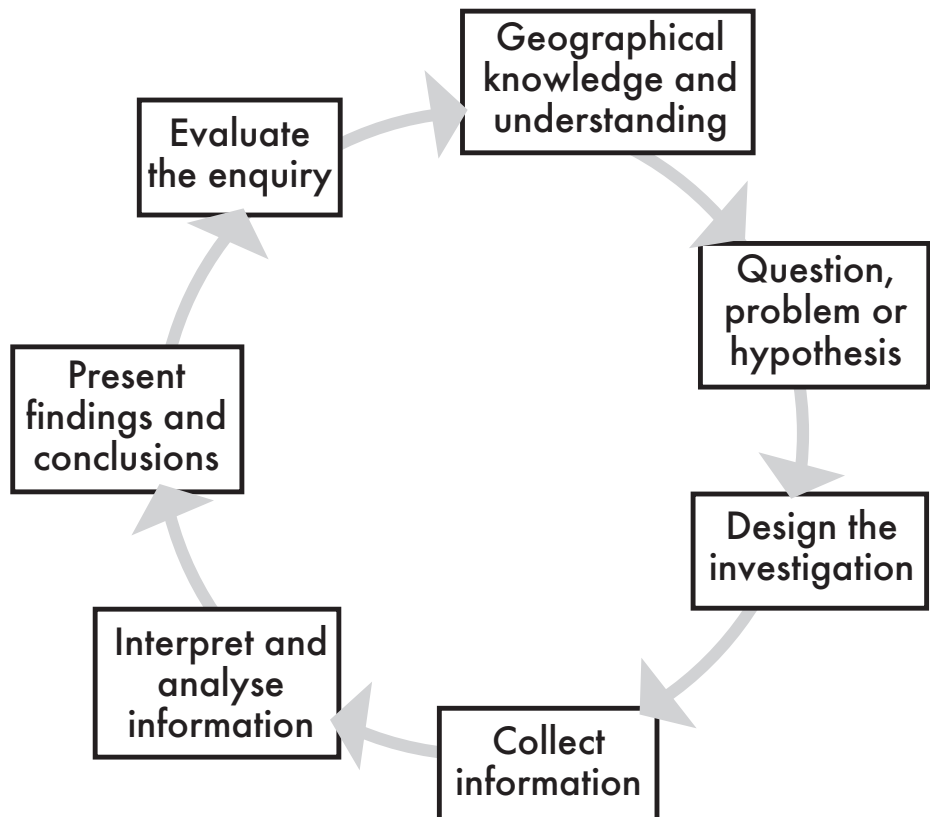 Geographical
knowledge and
understanding
Question,
problem or
hypothesis
Design the
investigation
Collect
information
Interpret and
analyse
information
Present
findings and
conclusions
Evaluate
the enquiry